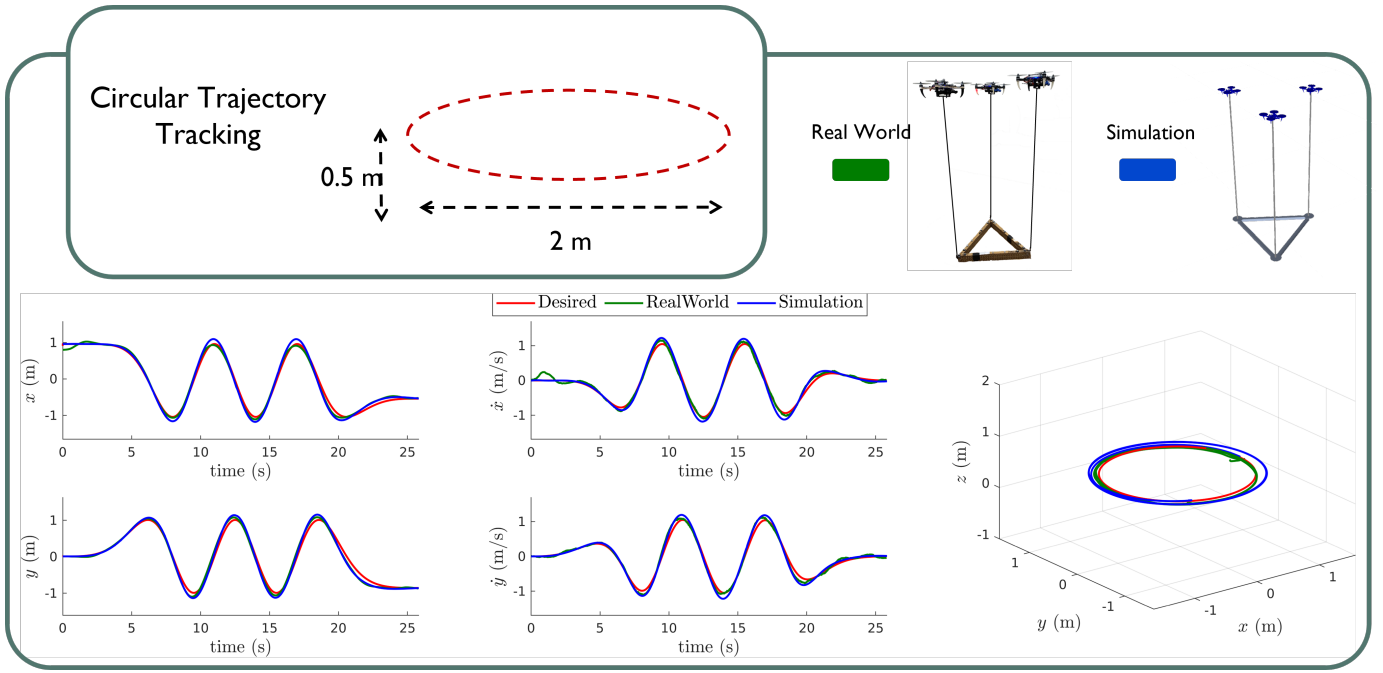 Circular Trajectory
Tracking
0.5 m
2 m
Real World
Simulation
Desired RealWorld Simulation
x (m)
1
0
-1
0 5 10 15 20 25
time (s)
ẋ (m/s)
1
0
-1
0 5 10 15 20 25
time (s)
y (m)
1
0
-1
0 5 10 15 20 25
time (s)
ẏ (m/s)
1
0
-1
0 5 10 15 20 25
time (s)
z (m)
2
1
0
-1
1
0
-1
y (m)
-1
0
1
x (m)